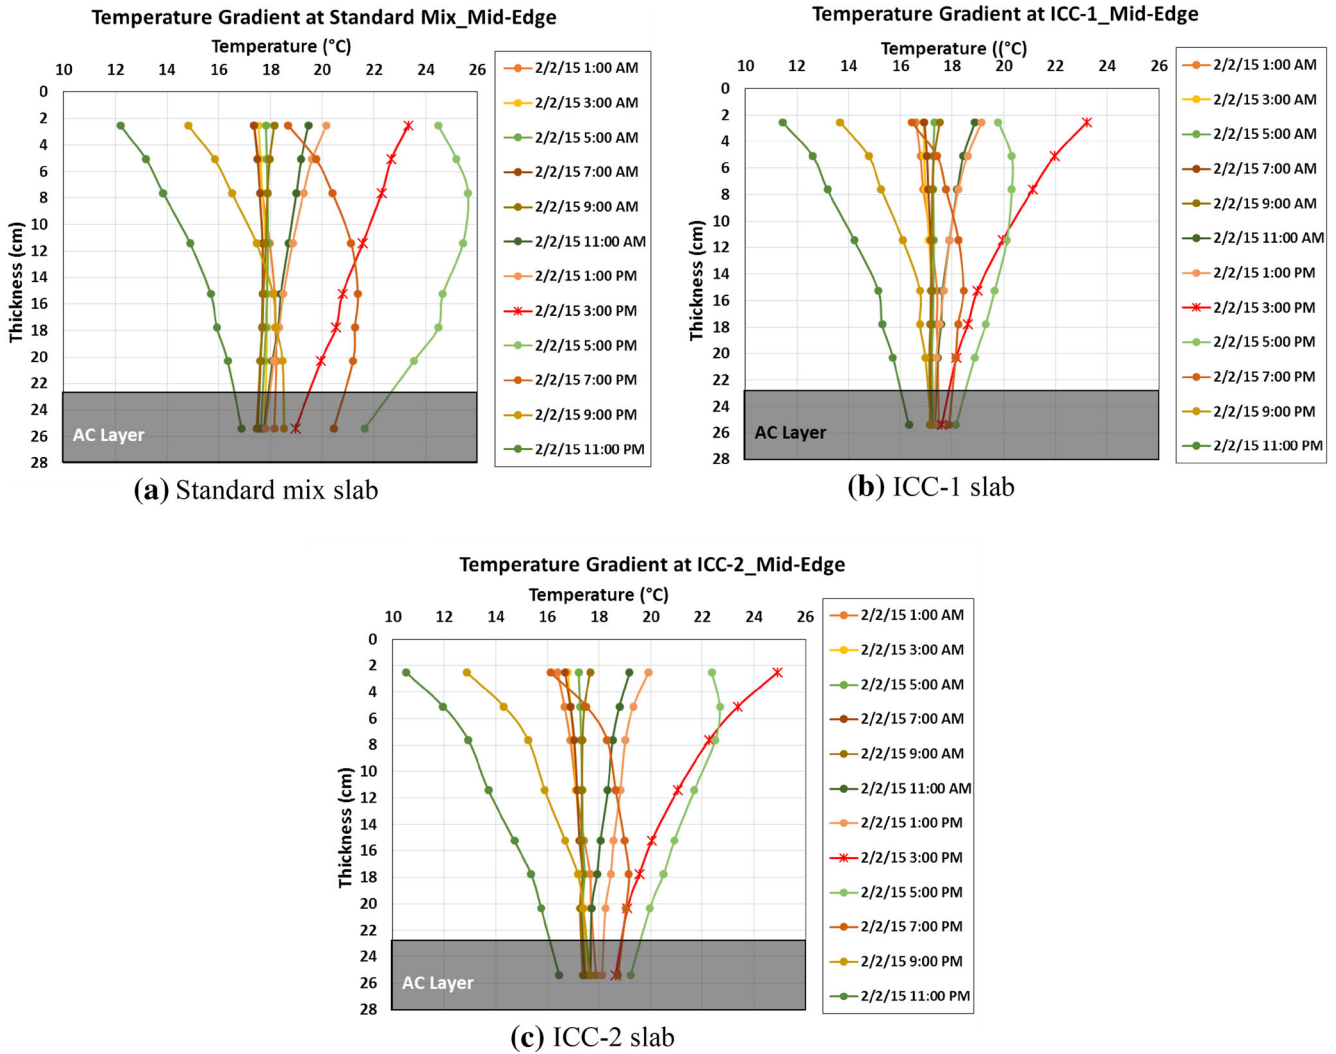 Temperature Gradient at Standard Mix_Mid-Edge
Temperature (°C)
10 12 14 16 18 20 22 24 26
0
2
4
6
8
10
12
14
16
18
20
22
24
26
28
Thickness (cm)
AC Layer
2/2/15 1:00 AM
2/2/15 3:00 AM
2/2/15 5:00 AM
2/2/15 7:00 AM
2/2/15 9:00 AM
2/2/15 11:00 AM
2/2/15 1:00 PM
2/2/15 3:00 PM
2/2/15 5:00 PM
2/2/15 7:00 PM
2/2/15 9:00 PM
2/2/15 11:00 PM
(a) Standard mix slab
Temperature Gradient at ICC-1_Mid-Edge
Temperature ((°C)
10 12 14 16 18 20 22 24 26
0
2
4
6
8
10
12
14
16
18
20
22
24
26
28
Thickness (cm)
AC Layer
2/2/15 1:00 AM
2/2/15 3:00 AM
2/2/15 5:00 AM
2/2/15 7:00 AM
2/2/15 9:00 AM
2/2/15 11:00 AM
2/2/15 1:00 PM
2/2/15 3:00 PM
2/2/15 5:00 PM
2/2/15 7:00 PM
2/2/15 9:00 PM
2/2/15 11:00 PM
(b) ICC-1 slab
Temperature Gradient at ICC-2_Mid-Edge
Temperature (°C)
10 12 14 16 18 20 22 24 26
0
2
4
6
8
10
12
14
16
18
20
22
24
26
28
Thickness (cm)
AC Layer
2/2/15 1:00 AM
2/2/15 3:00 AM
2/2/15 5:00 AM
2/2/15 7:00 AM
2/2/15 9:00 AM
2/2/15 11:00 AM
2/2/15 1:00 PM
2/2/15 3:00 PM
2/2/15 5:00 PM
2/2/15 7:00 PM
2/2/15 9:00 PM
2/2/15 11:00 PM
(c) ICC-2 slab